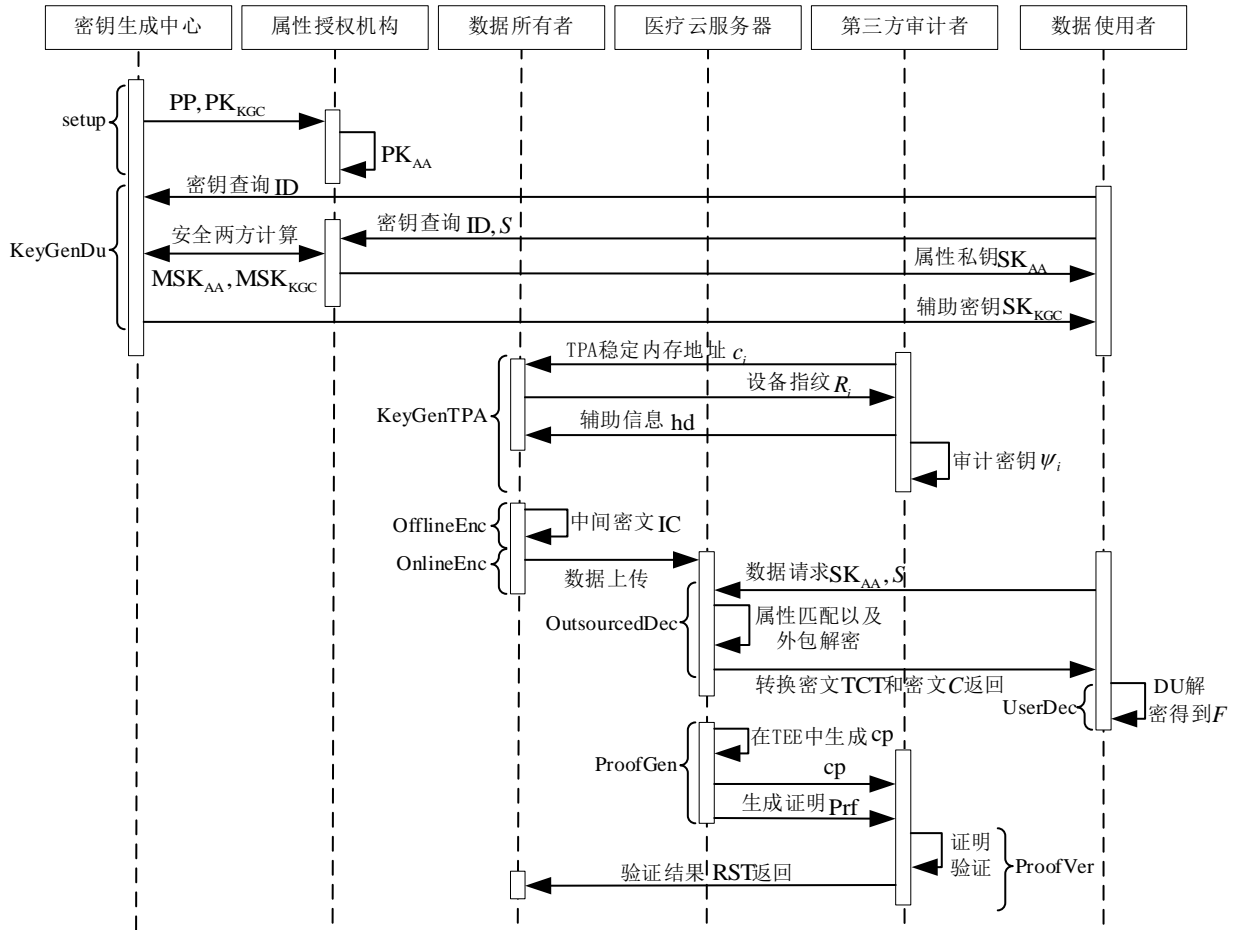 密钥生成中心
属性授权机构
数据所有者
医疗云服务器
第三方审计者
数据使用者
setup
PP, PK_KGC
PK_AA
KeyGenDu
密钥查询 ID
密钥查询 ID, S
安全两方计算
MSK_AA, MSK_KGC
属性私钥SK_AA
辅助密钥SK_KGC
KeyGenTPA
TPA稳定内存地址 c_i
设备指纹 R_i
辅助信息 hd
审计密钥 ψ_i
OfflineEnc
中间密文 IC
OnlineEnc
数据上传
数据请求SK_AA, S
OutsourcedDec
属性匹配以及
外包解密
转换密文TCT和密文C返回
UserDec
DU解
密得到F
ProofGen
在TEE中生成 cp
cp
生成证明 Prf
证明
验证
ProofVer
验证结果 RST返回